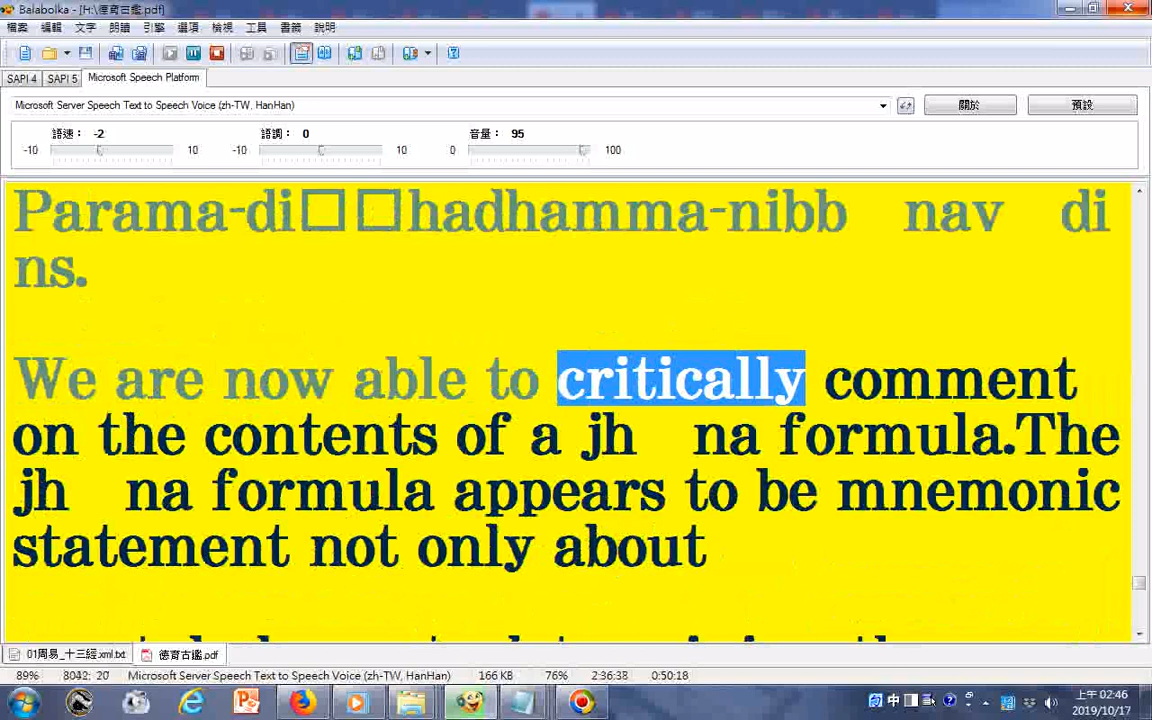 Balabolka - [H:\德育古鑑.pdf]
檔案 編輯 文字 朗讀 引擎 選項 檢視 工具 書籤 說明
SAPI 4 SAPI 5 Microsoft Speech Platform
Microsoft Server Speech Text to Speech Voice (zh-TW, HanHan) 關於 預設
語速： -2 語調： 0 音量： 95
-10 10 -10 10 0 100
Parama-di□□hadhamma-nibb nav di
ns.
We are now able to critically comment
on the contents of a jh na formula.The
jh na formula appears to be mnemonic
statement not only about
01周易_十三經.xml.txt 德育古鑑.pdf
89% 8042: 20 Microsoft Server Speech Text to Speech Voice (zh-TW, HanHan) 166 KB 76% 2:36:38 0:50:18
中 上午 02:46
2019/10/17